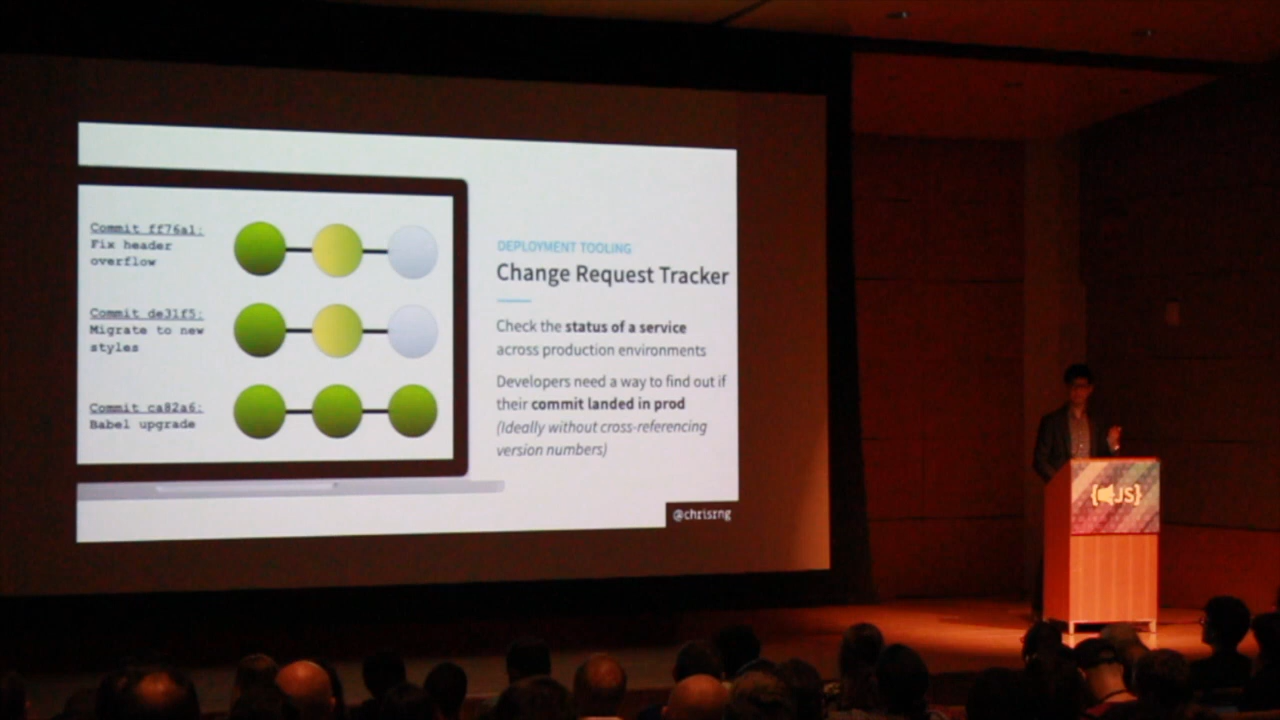 Commit ff76a1:
Fix header
overflow
Commit de31f5:
Migrate to new
styles
Commit ca82a6:
Babel upgrade
DEPLOYMENT TOOLING
Change Request Tracker
Check the status of a service
across production environments
Developers need a way to find out if
their commit landed in prod
(Ideally without cross-referencing
version numbers)
@chrisrng
{JS}